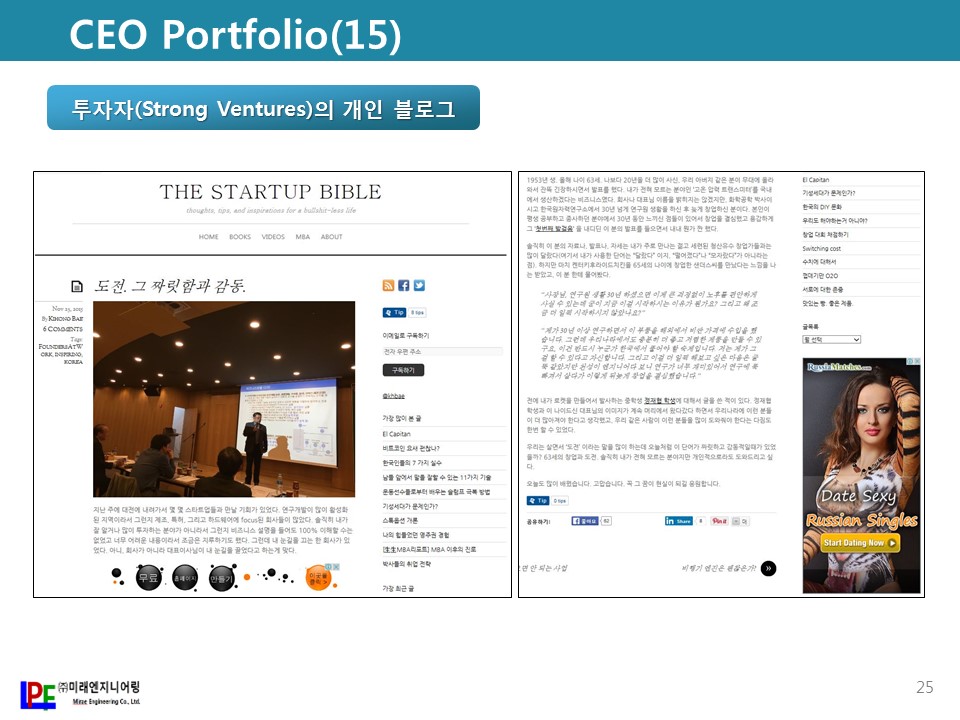 CEO Portfolio(15)
투자자(Strong Ventures)의 개인 블로그
THE STARTUP BIBLE
thoughts, tips, and inspirations for a bullshit-less life
HOME BOOKS VIDEOS MBA ABOUT
도전. 그 짜릿함과 감동.
Nov 23, 2015
By Kihong Bae
6 Comments
Tags
FoundersAtW
ork, inspiring,
korea
지난 주에 대전에 내려가서 몇 몇 스타트업들과 만날 기회가 있었다. 연구개발이 많이 활성화
된 지역이라서 그런지 제조, 특허, 그리고 하드웨어에 focus된 회사들이 많았다. 솔직히 내가
잘 알거나 많이 투자하는 분야가 아니라서 그런지 비즈니스 설명을 들어도 100% 이해할 수는
없었고 너무 어려운 내용이라서 조금은 지루하기도 했다. 그런데 내 눈길을 끄는 한 회사가 있
었다. 아니, 회사가 아니라 대표이사님이 내 눈길을 끌었다고 하는게 맞다.
무료 홈페이지 만들기
이곳을
클릭 >
Tip 8 tips
이메일로 구독하기
전자 우편 주소
구독하기
@khbae
가장 많이 본 글
El Capitan
비트코인 요새 괜찮나?
한국인들의 7 가지 실수
남들 앞에서 말을 잘할 수 있는 11가지 기술
운동선수들로부터 배우는 슬럼프 극복 방법
기성세대가 문제인가?
스톡옵션 가론
나의 힘들었던 영주권 경험
[生生MBA리포트] MBA 이후의 진로
박사들의 취업 전략
가장 최근 글
1953년 생. 올해 나이 63세. 나보다 20년을 더 많이 사신, 우리 아버지 같은 분이 무대에 올라
와서 잔뜩 긴장하시면서 발표를 했다. 내가 전혀 모르는 분야인 '고온 압력 트랜스미터'를 국내
에서 생산하겠다는 비즈니스였다. 회사나 대표님 이름을 밝히지는 않겠지만, 화학공학 박사이
시고 한국원자력연구소에서 30년 넘게 연구원 생활을 하신 후 늦게 창업하신 분이다. 본인이
평생 공부하고 종사하던 분야에서 30년 동안 느끼신 점들이 있어서 창업을 결심했고 용감하게
그 '첫번째 발걸음' 을 내디딘 이 분의 발표를 들으면서 내내 뭔가 찐 했다.
솔직히 이 분의 자료나, 발표나, 자세는 내가 주로 만나는 젊고 세련된 청산유수 창업가들과는
많이 달랐다(여기서 내가 사용한 단어는 "달랐다" 이지, "떨어졌다"나 "모자랐다"가 아니라는
점). 하지만 마치 켄터키후라이드치킨을 65세의 나이에 창업한 샌더스씨를 만났다는 느낌을 나
는 받았고, 이 분 한테 물어봤다.
"사장님, 연구원 생활 30년 하셨으면 이제 큰 걱정없이 노후를 편안하게
사실 수 있는데 굳이 지금 이걸 시작하시는 이유가 뭔가요? 그리고 왜 조
금 더 일찍 시작하시지 않았나요?"
"제가 30년 이상 연구하면서 이 부품을 해외에서 비싼 가격에 수입을 했
습니다. 그런데 우리나라에서도 충분히 더 좋고 저렴한 제품을 만들 수 있
구요, 이걸 반드시 누군가 한국에서 풀어야 할 숙제입니다. 저는 제가 그
걸 할 수 있다고 자신합니다. 그리고 이걸 더 일찍 해보고 싶은 마음은 굴
뚝 같았지만 천성이 엔지니어다 보니 연구가 너무 재미있어서 연구에 푹
빠져서 살다가 이렇게 뒤늦게 창업을 결심했습니다."
전에 내가 로켓을 만들어서 발사하는 중학생 정재협 학생에 대해서 글을 쓴 적이 있다. 정재협
학생과 이 나이드신 대표님의 이미지가 계속 머리에서 왔다갔다 하면서 우리나라에 이런 분들
이 더 많아져야 한다고 생각했고, 우리 같은 사람이 이런 분들을 많이 도와줘야 한다는 다짐도
한번 할 수 있었다.
우리는 살면서 '도전' 이라는 말을 많이 하는데 오늘처럼 이 단어가 짜릿하고 감동적일때가 있었
을까? 63세의 창업과 도전. 솔직히 내가 전혀 모르는 분야지만 개인적으로라도 도와드리고 싶
다.
오늘도 많이 배웠습니다. 고맙습니다. 꼭 그 꿈이 현실이 되길 응원합니다.
Tip 0 tips
공유하기: 페이스북 62 Share 8 Pin it
으면 안 되는 사업
비행기 엔진은 괜찮은가? »
El Capitan
기성세대가 문제인가?
한국의 DIY 문화
우리도 해야하는거 아니야?
창업 대회 채점하기
Switching cost
수치에 대해서
껍데기만 O2O
서로에 대한 존중
맛있는 빵. 좋은 제품.
글목록
월 선택
RussiaMatches.com
Date Sexy
Russian Singles
Start Dating Now
LPE ㈜미래엔지니어링
Mirae Engineering Co., Ltd.
25